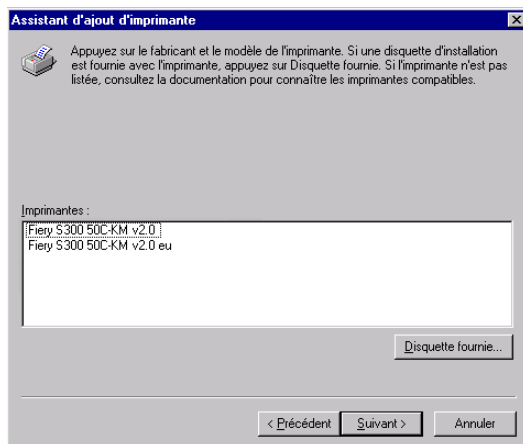 Assistant d'ajout d'imprimante
Appuyez sur le fabricant et le modèle de l'imprimante. Si une disquette d'installation
est fournie avec l'imprimante, appuyez sur Disquette fournie. Si l'imprimante n'est pas
listée, consultez la documentation pour connaître les imprimantes compatibles.
Imprimantes :
Fiery S300 50C-KM v2.0
Fiery S300 50C-KM v2.0 eu
Disquette fournie...
< Précédent
Suivant >
Annuler